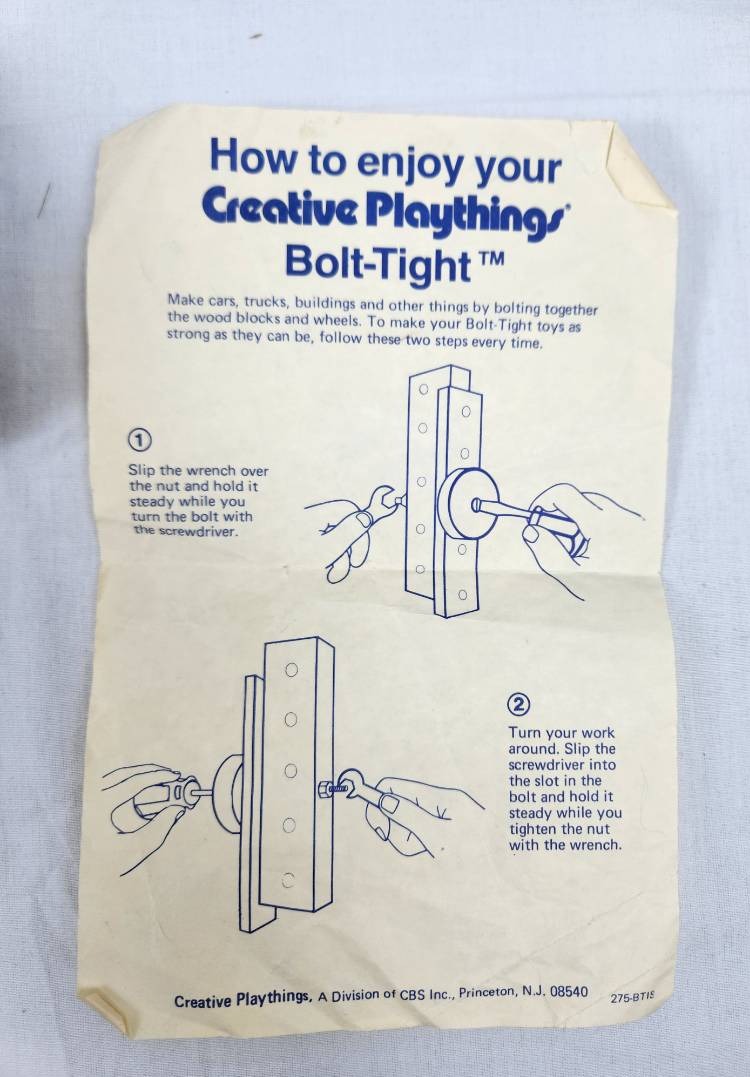 How to enjoy your
Creative Playthings®
Bolt-Tight™
Make cars, trucks, buildings and other things by bolting together
the wood blocks and wheels. To make your Bolt-Tight toys as
strong as they can be, follow these two steps every time.
1
Slip the wrench over
the nut and hold it
steady while you
turn the bolt with
the screwdriver.
2
Turn your work
around. Slip the
screwdriver into
the slot in the
bolt and hold it
steady while you
tighten the nut
with the wrench.
Creative Playthings, A Division of CBS Inc., Princeton, N.J. 08540